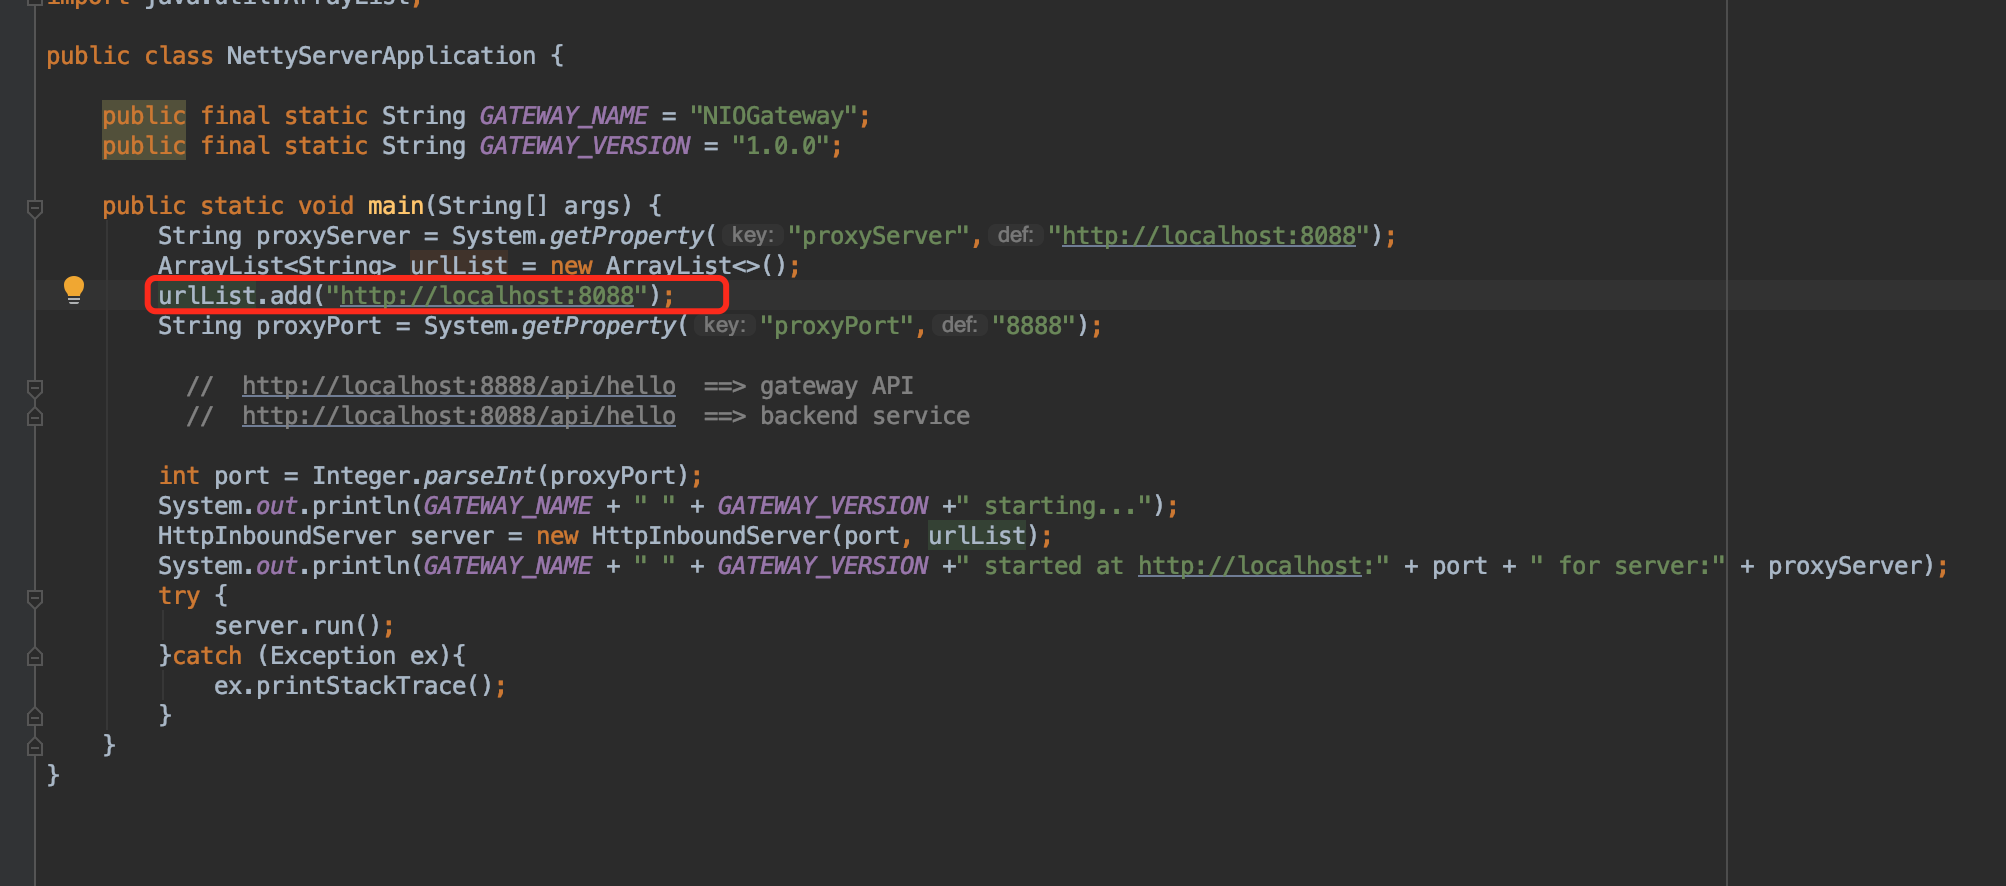 import java.util.ArrayList;
public class NettyServerApplication {
public final static String GATEWAY_NAME = "NIOGateway";
public final static String GATEWAY_VERSION = "1.0.0";
public static void main(String[] args) {
String proxyServer = System.getProperty( key: "proxyServer", def: "http://localhost:8088");
ArrayList<String> urlList = new ArrayList<>();
urlList.add("http://localhost:8088");
String proxyPort = System.getProperty( key: "proxyPort", def: "8888");
// http://localhost:8888/api/hello ==> gateway API
// http://localhost:8088/api/hello ==> backend service
int port = Integer.parseInt(proxyPort);
System.out.println(GATEWAY_NAME + " " + GATEWAY_VERSION +" starting...");
HttpInboundServer server = new HttpInboundServer(port, urlList);
System.out.println(GATEWAY_NAME + " " + GATEWAY_VERSION +" started at http://localhost:" + port + " for server:" + proxyServer);
try {
server.run();
}catch (Exception ex){
ex.printStackTrace();
}
}
}